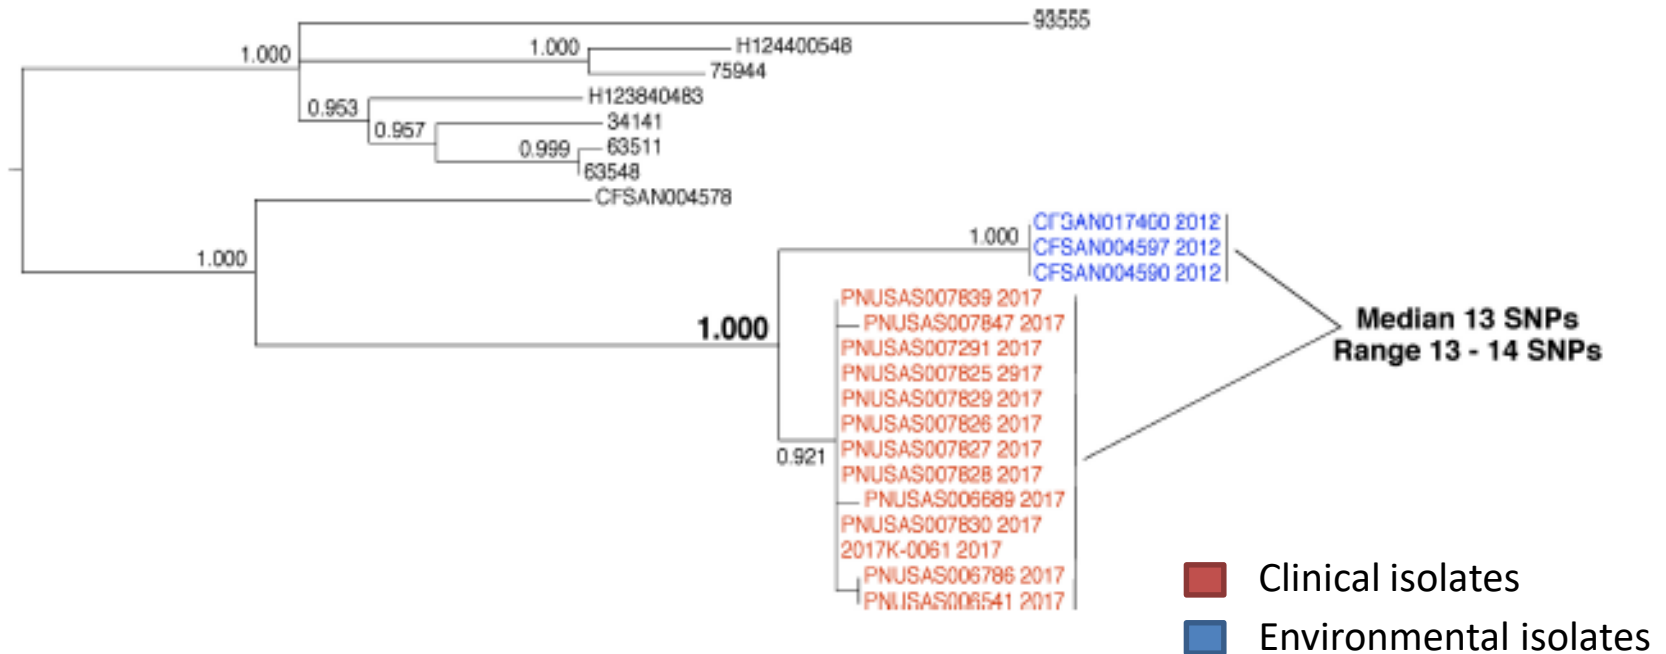 93555
1.000
1.000
H124400548
75944
H123840483
0.953
34141
0.957
0.999
63511
63548
CFSAN004578
1.000
1.000
CFSAN017460 2012
CFSAN004597 2012
CFSAN004590 2012
1.000
PNUSAS007839 2017
PNUSAS007847 2017
PNUSAS007291 2017
PNUSAS007825 2917
PNUSAS007829 2017
PNUSAS007826 2017
PNUSAS007827 2017
PNUSAS007828 2017
0.921
PNUSAS006689 2017
PNUSAS007830 2017
2017K-0061 2017
PNUSAS006786 2017
PNUSAS006541 2017
Median 13 SNPs
Range 13 - 14 SNPs
Clinical isolates
Environmental isolates